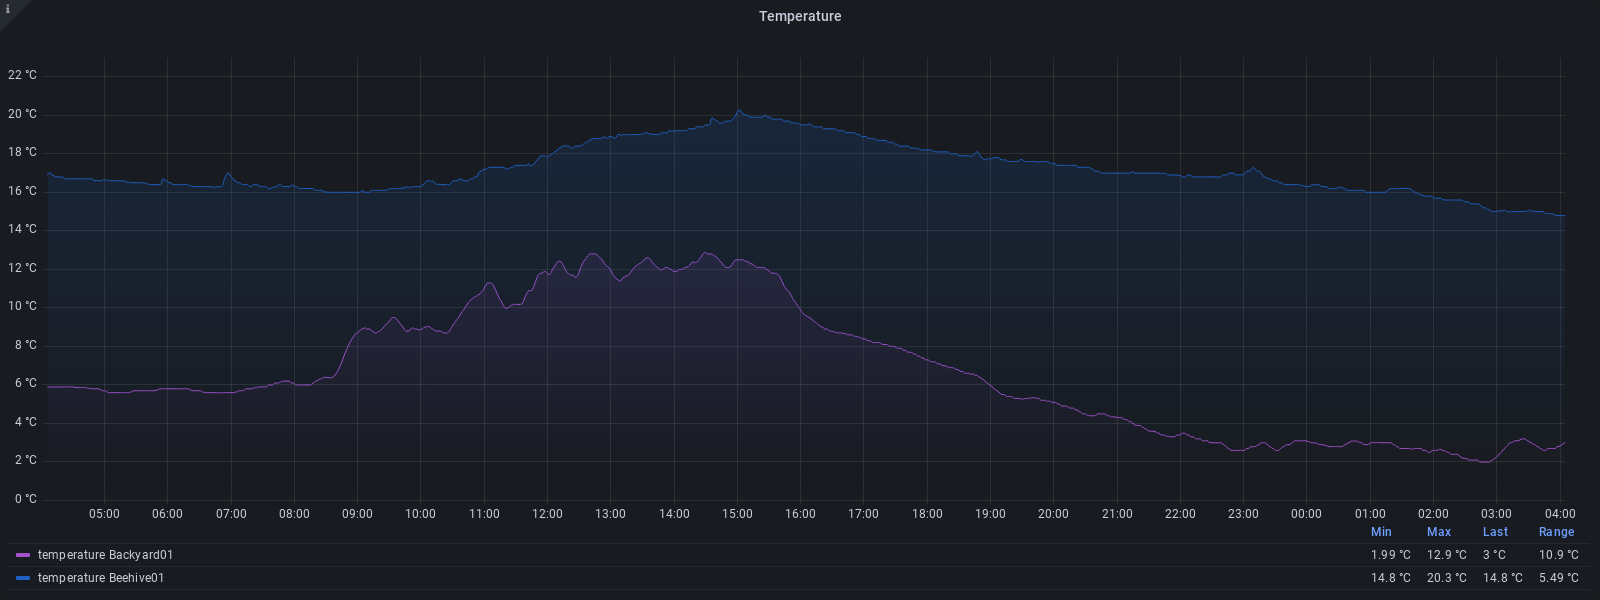 i
Temperature
22 °C
20 °C
18 °C
16 °C
14 °C
12 °C
10 °C
8 °C
6 °C
4 °C
2 °C
0 °C
05:00 06:00 07:00 08:00 09:00 10:00 11:00 12:00 13:00 14:00 15:00 16:00 17:00 18:00 19:00 20:00 21:00 22:00 23:00 00:00 01:00 02:00 03:00 04:00
Min Max Last Range
temperature Backyard01 1.99 °C 12.9 °C 3 °C 10.9 °C
temperature Beehive01 14.8 °C 20.3 °C 14.8 °C 5.49 °C